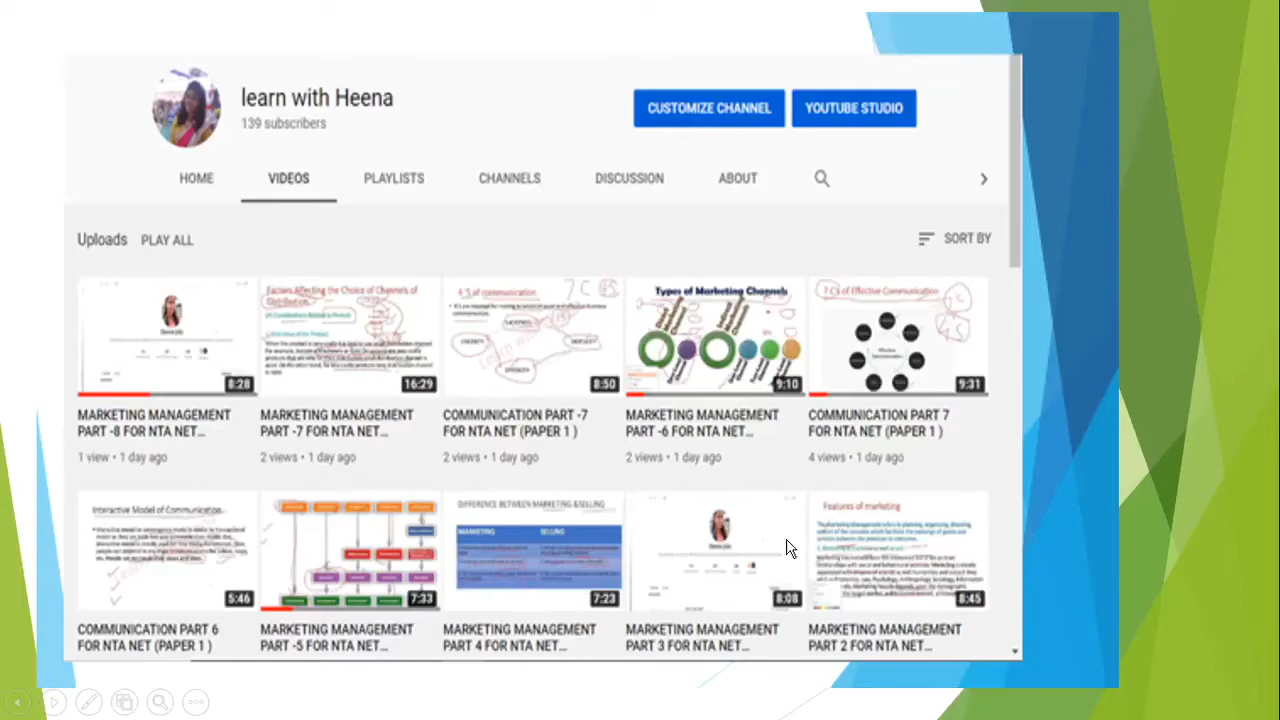 learn with Heena
139 subscribers
CUSTOMIZE CHANNEL
YOUTUBE STUDIO
HOME VIDEOS PLAYLISTS CHANNELS DISCUSSION ABOUT
Uploads PLAY ALL
SORT BY
8:28
Factors Affecting the Choice of Channels of
Distribution
16:29
4 'S of communication
7 C
8:50
Types of Marketing Channels
9:10
7 C's of Effective Communication
9:31
MARKETING MANAGEMENT
PART -8 FOR NTA NET...
1 view • 1 day ago
MARKETING MANAGEMENT
PART -7 FOR NTA NET...
2 views • 1 day ago
COMMUNICATION PART -7
FOR NTA NET (PAPER 1 )
2 views • 1 day ago
MARKETING MANAGEMENT
PART -6 FOR NTA NET...
2 views • 1 day ago
COMMUNICATION PART 7
FOR NTA NET (PAPER 1 )
4 views • 1 day ago
Interactive Model of Communication
5:46
7:33
DIFFERENCE BETWEEN MARKETING &SELLING
MARKETING SELLING
7:23
8:08
Features of marketing
8:45
COMMUNICATION PART 6
FOR NTA NET (PAPER 1 )
MARKETING MANAGEMENT
PART -5 FOR NTA NET...
MARKETING MANAGEMENT
PART 4 FOR NTA NET...
MARKETING MANAGEMENT
PART 3 FOR NTA NET...
MARKETING MANAGEMENT
PART 2 FOR NTA NET...